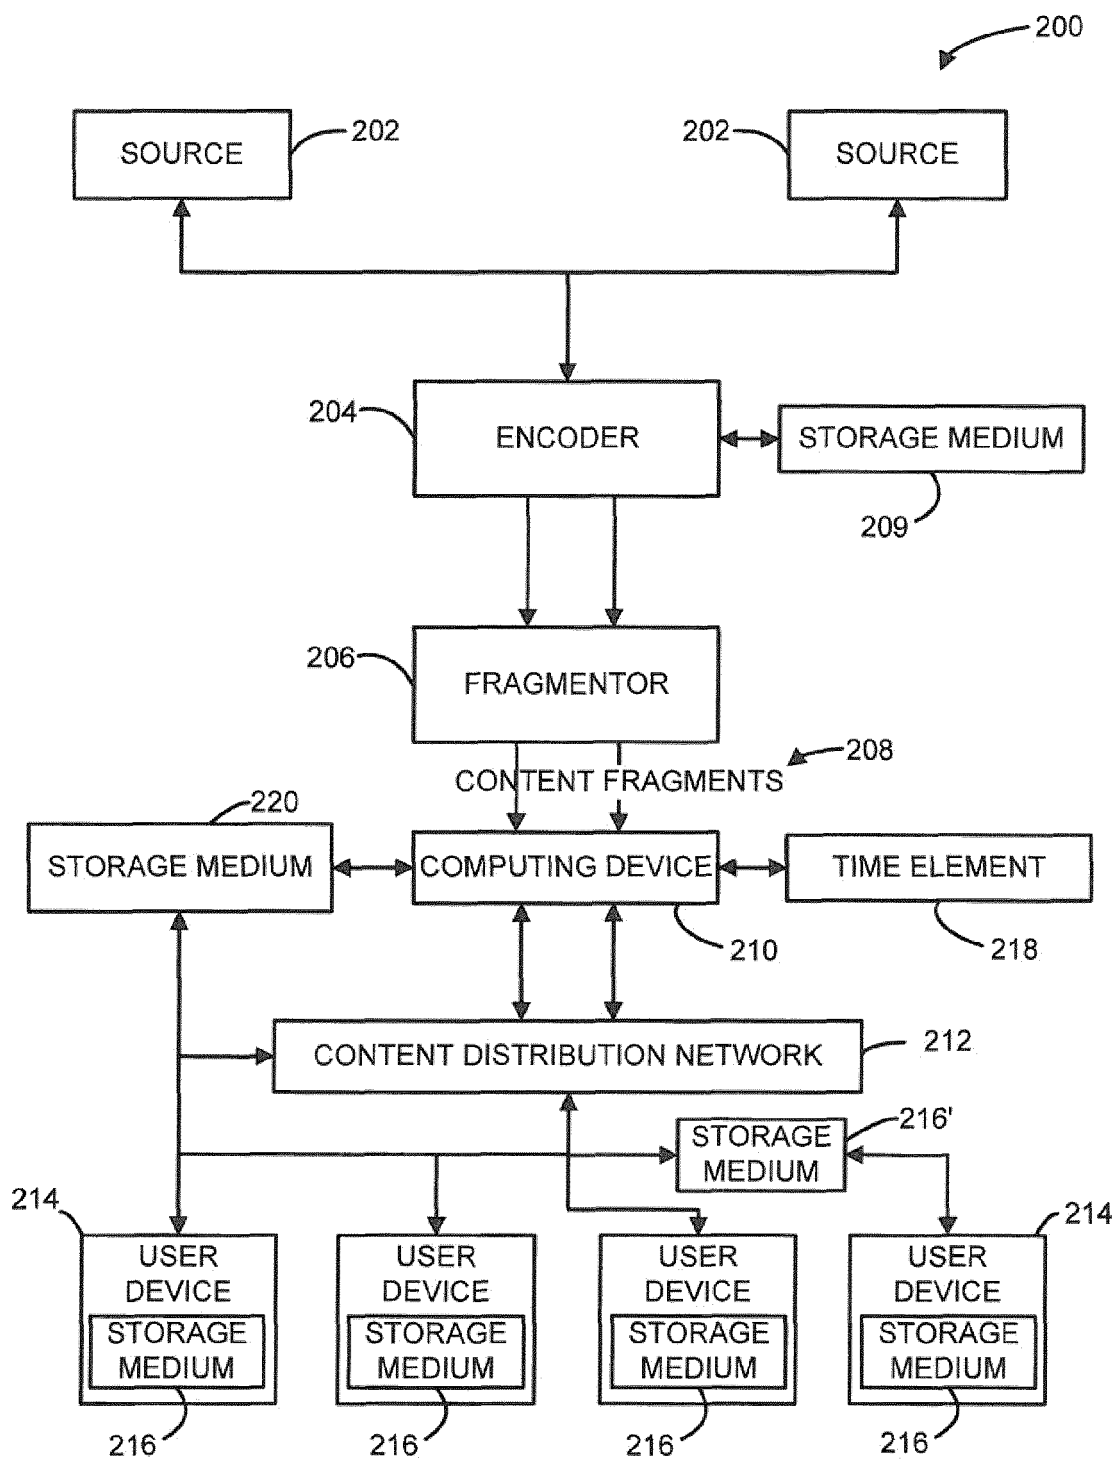 200
SOURCE
202
202
SOURCE
204
ENCODER
STORAGE MEDIUM
209
206
FRAGMENTOR
208
CONTENT FRAGMENTS
220
STORAGE MEDIUM
COMPUTING DEVICE
TIME ELEMENT
210
218
CONTENT DISTRIBUTION NETWORK
212
STORAGE
MEDIUM
216'
214
USER
DEVICE
STORAGE
MEDIUM
216
USER
DEVICE
STORAGE
MEDIUM
216
USER
DEVICE
STORAGE
MEDIUM
216
214
USER
DEVICE
STORAGE
MEDIUM
216